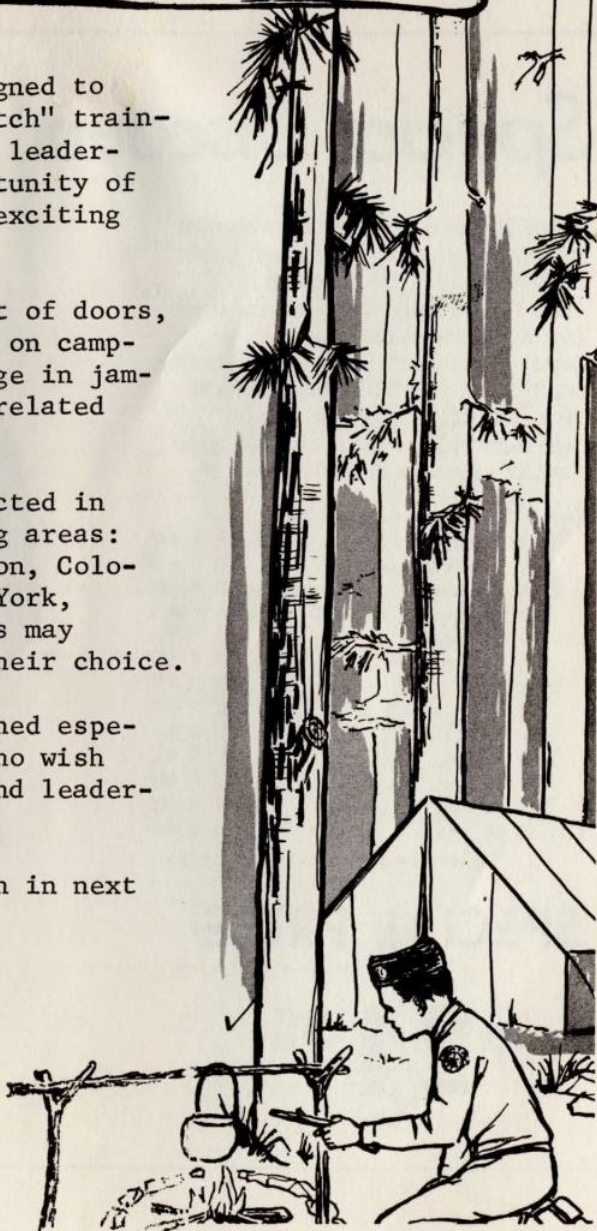 gned to
tch" train-
leader-
tunity of
exciting
t of doors,
on camp-
ge in jam-
related
cted in
g areas:
on, Colo-
York,
s may
heir choice.
ned espe-
no wish
nd leader-
n in next